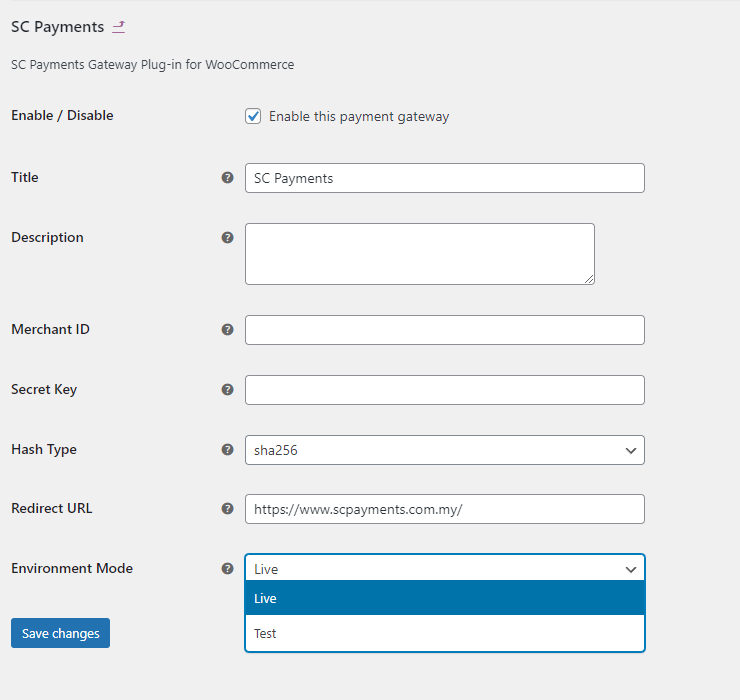 SC Payments
SC Payments Gateway Plug-in for WooCommerce
Enable / Disable
Enable this payment gateway
Title
SC Payments
Description
Merchant ID
Secret Key
Hash Type
sha256
Redirect URL
https://www.scpayments.com.my/
Environment Mode
Live
Live
Test
Save changes